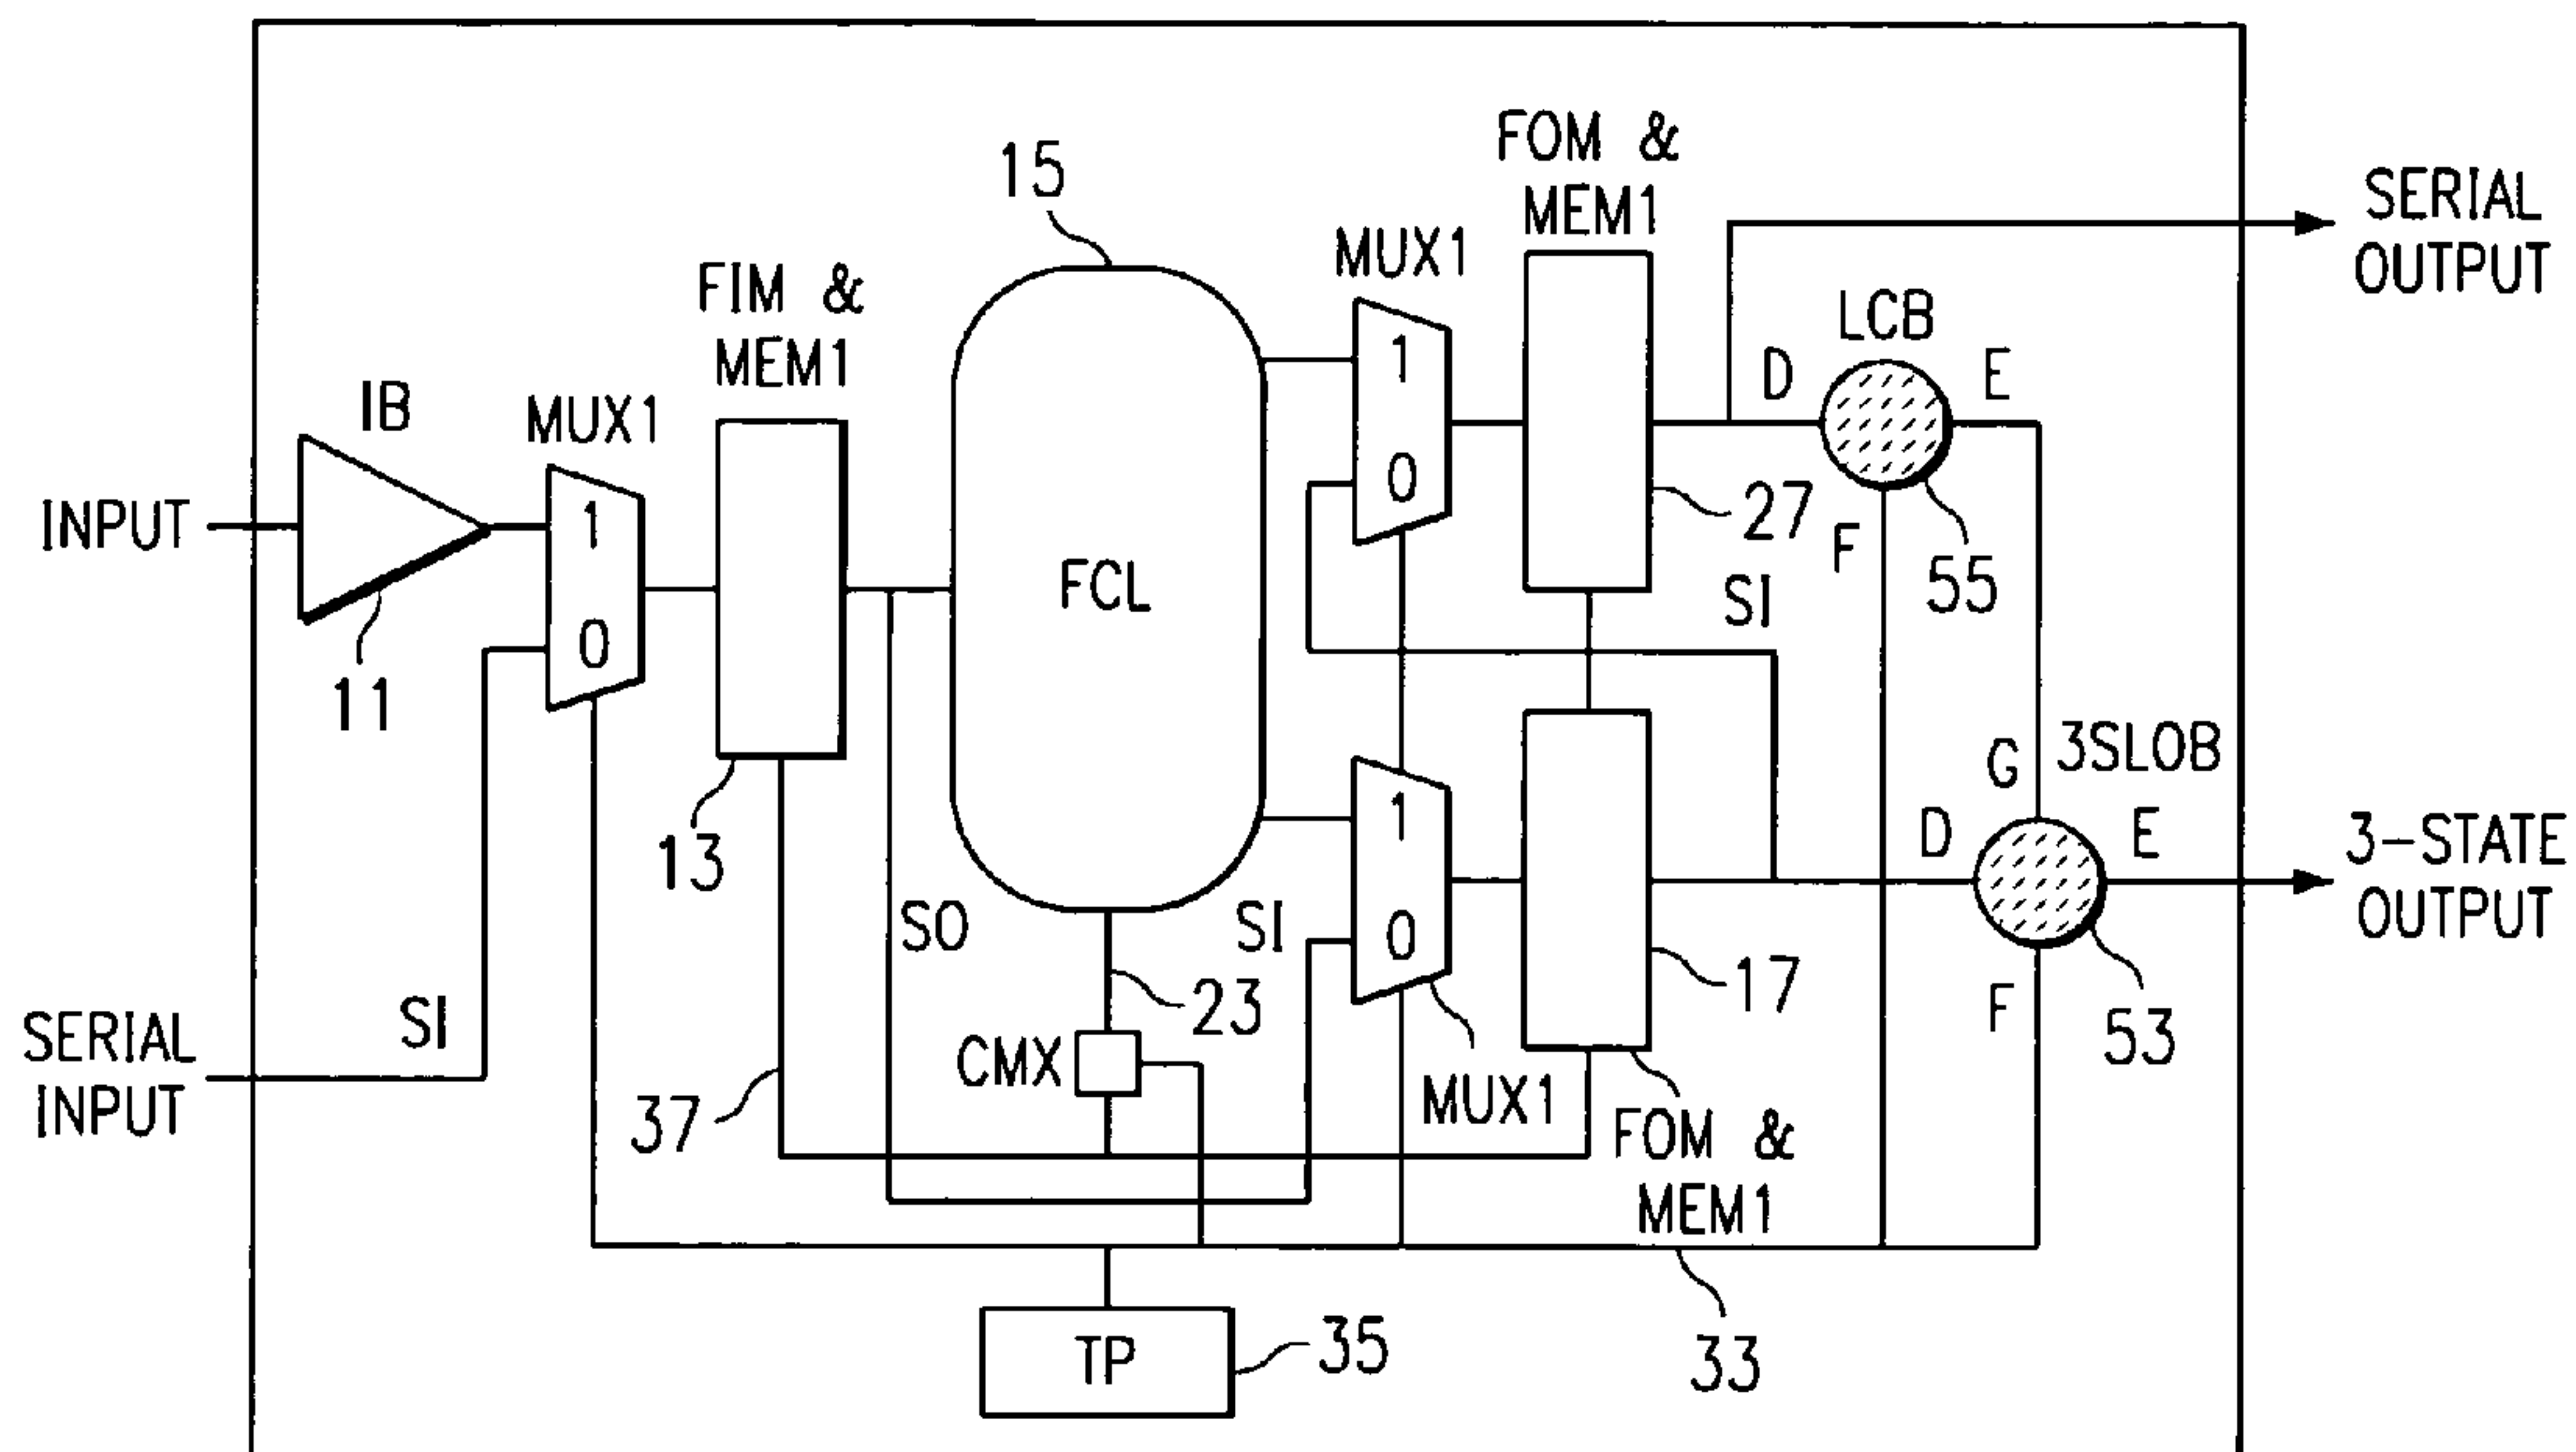 FOM &
MEM1
15
SERIAL
OUTPUT
MUX1
FIM &
MEM1
LCB
1
D
E
IB
MUX1
0
27
INPUT
1
F
55
FCL
SI
0
11
G
3SLOB
13
1
D
E
3-STATE
OUTPUT
SO
SI
0
17
F
53
23
SI
SERIAL
INPUT
CMX
37
MUX1
FOM &
MEM1
TP
35
33